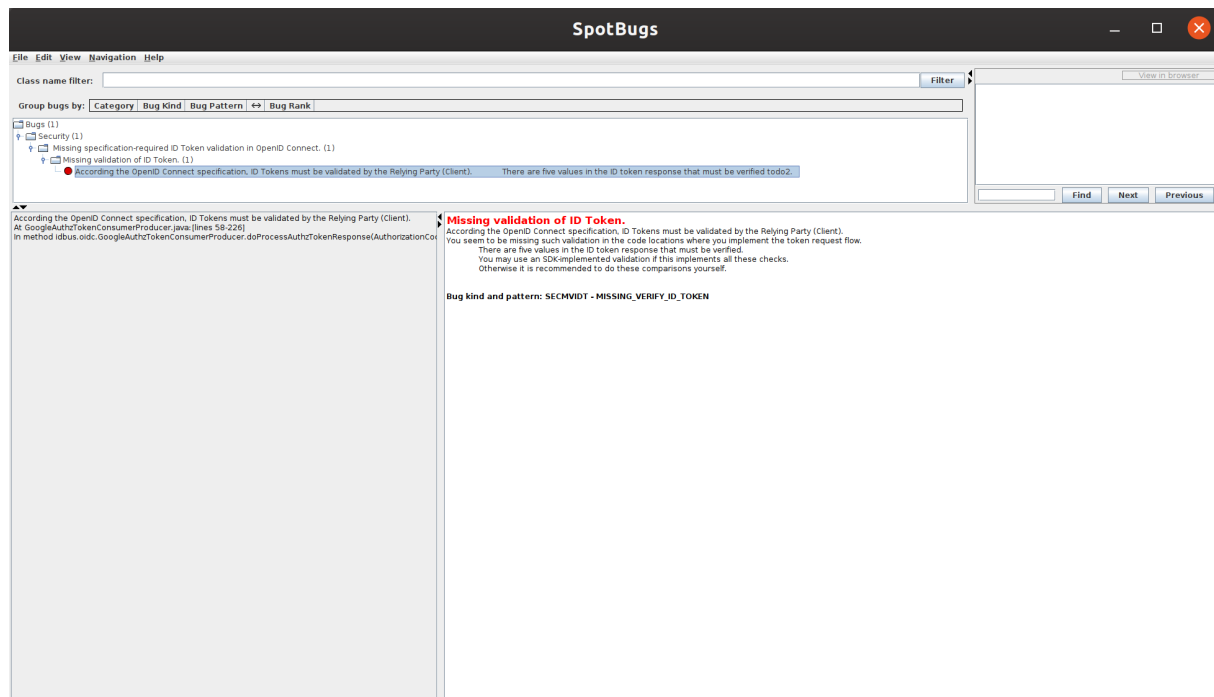 SpotBugs
File Edit View Navigation Help
Class name filter:
Filter
View in browser
Group bugs by: Category Bug Kind Bug Pattern ↔ Bug Rank
Bugs (1)
Security (1)
Missing specification-required ID Token validation in OpenID Connect. (1)
Missing validation of ID Token. (1)
According the OpenID Connect specification, ID Tokens must be validated by the Relying Party (Client). There are five values in the ID token response that must be verified todo2.
Find Next Previous
According the OpenID Connect specification, ID Tokens must be validated by the Relying Party (Client).
At GoogleAuthzTokenConsumerProducer.java:[lines 58-226]
In method idbus.oidc.GoogleAuthzTokenConsumerProducer.doProcessAuthzTokenResponse(AuthorizationCo
Missing validation of ID Token.
According the OpenID Connect specification, ID Tokens must be validated by the Relying Party (Client).
You seem to be missing such validation in the code locations where you implement the token request flow.
There are five values in the ID token response that must be verified.
You may use an SDK-implemented validation if this implements all these checks.
Otherwise it is recommended to do these comparisons yourself.
Bug kind and pattern: SECMVIDT - MISSING_VERIFY_ID_TOKEN